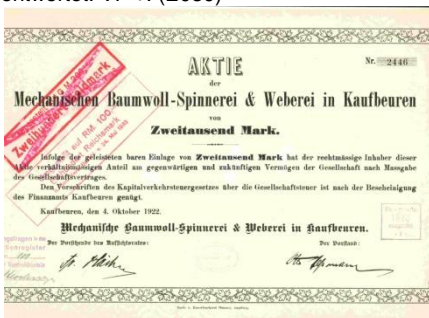 AKTIE
Nr. 2446
der
Mechanischen Baumwoll-Spinnerei & Weberei in Kaufbeuren
von
Zweitausend Mark.
Infolge der geleisteten baren Einlage von Zweitausend Mark hat der rechtmässige Inhaber dieser
Aktie verhältnismässigen Anteil am gegenwärtigen und zukünftigen Vermögen der Gesellschaft nach Massgabe
des Gesellschaftsvertrages.
Den Vorschriften des Kapitalverkehrsteuergesetzes über die Gesellschaftsteuer ist nach der Bescheinigung
des Finanzamts Kaufbeuren genügt.
Kaufbeuren, den 4. Oktober 1922.
Mechanische Baumwoll-Spinnerei & Weberei in Kaufbeuren.
Der Vorsitzende des Aufsichtsrates:
Der Vorstand: